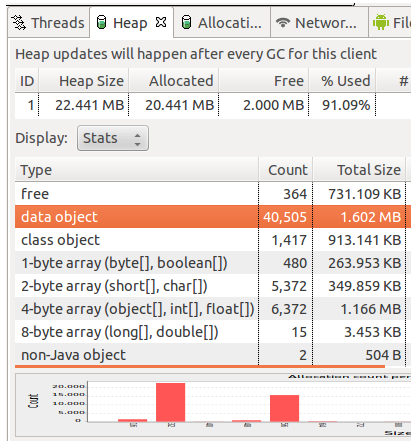 Threads Heap Allocati... Networ... Fil
Heap updates will happen after every GC for this client
ID Heap Size Allocated Free % Used #
1 22.441 MB 20.441 MB 2.000 MB 91.09%
Display: Stats
Type Count Total Size
free 364 731.109 KB
data object 40,505 1.602 MB
class object 1,417 913.141 KB
1-byte array (byte[], boolean[]) 480 263.953 KB
2-byte array (short[], char[]) 5,372 349.859 KB
4-byte array (object[], int[], float[]) 6,372 1.166 MB
8-byte array (long[], double[]) 15 3.453 KB
non-Java object 2 504 B
Allocation count per
20.000
15.000
10.000
5.000
0
Count
Size